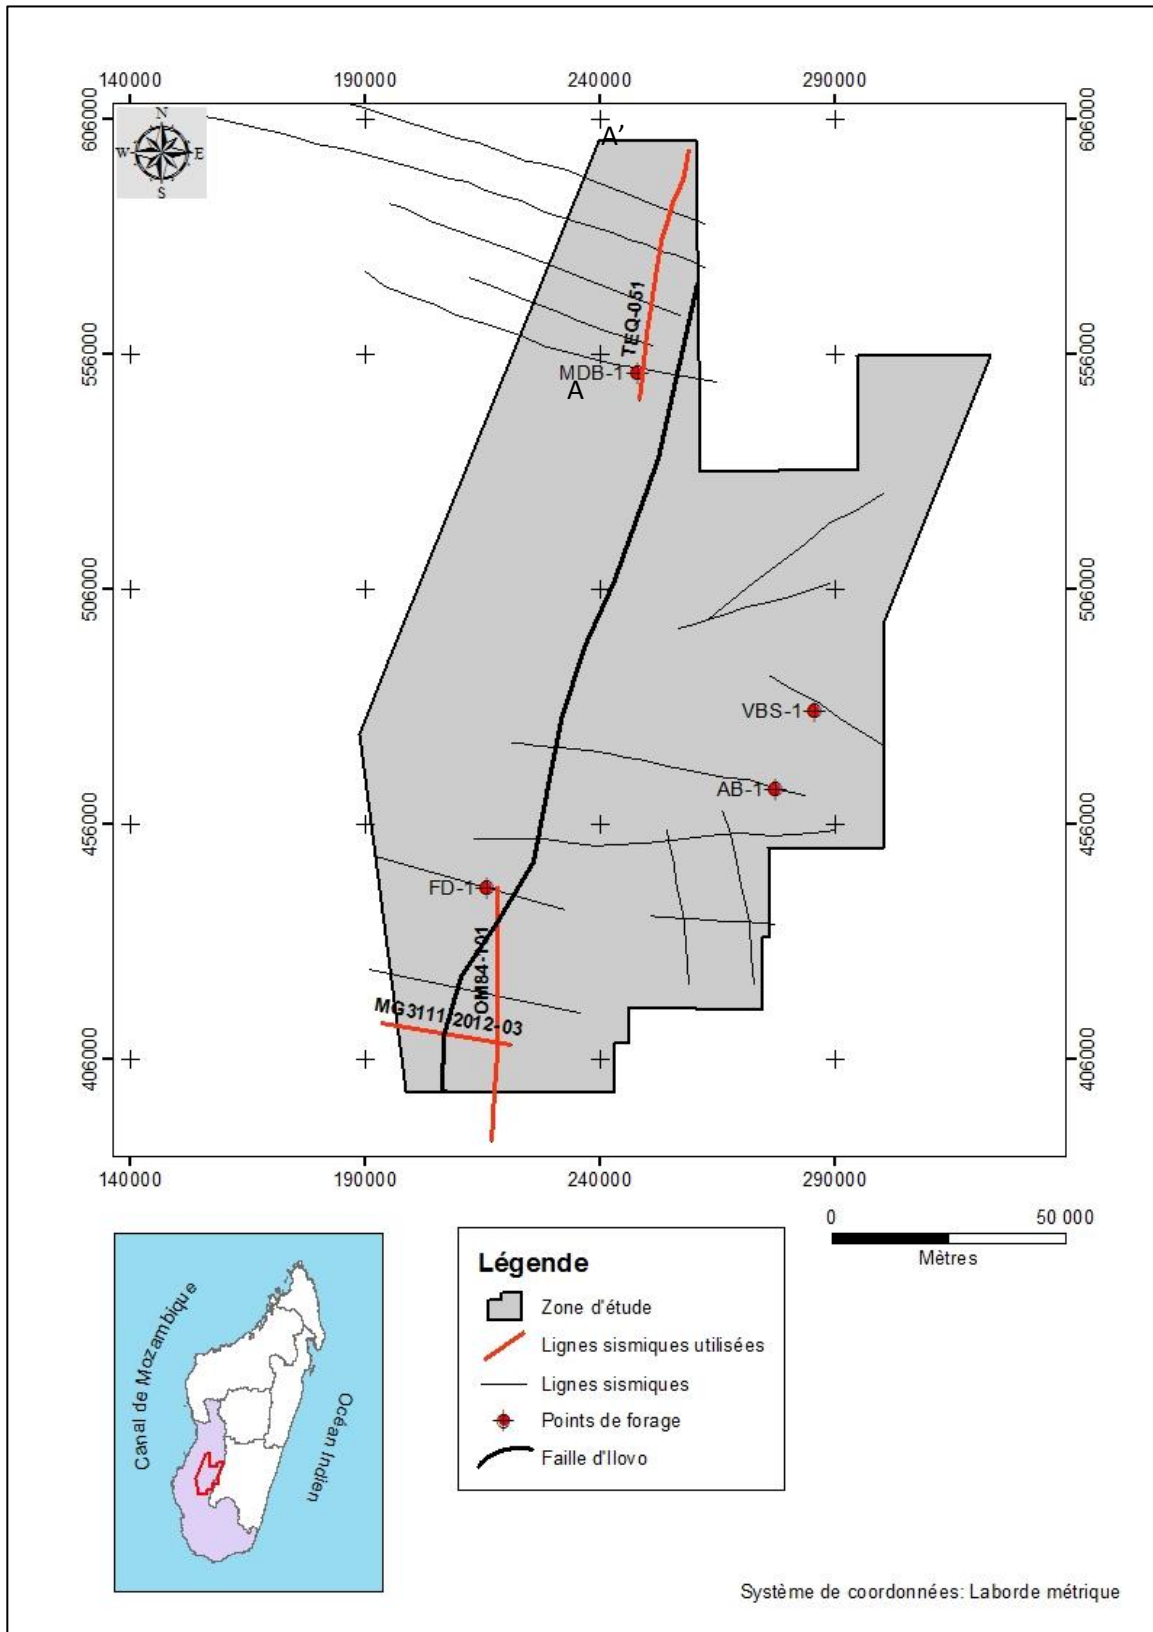 140000 190000 240000 290000
606000 606000
N
W E
S
A’
TEQ-051
556000 556000
MDB-1
A
506000 506000
VBS-1
AB-1
456000 456000
FD-1
OM84-101
MG3111-2012-03
406000 406000
140000 190000 240000 290000
0 50 000
Mètres
Canal de Mozambique
Océan Indien
Légende
Zone d'étude
Lignes sismiques utilisées
Lignes sismiques
Points de forage
Faille d'Ilovo
Système de coordonnées: Laborde métrique